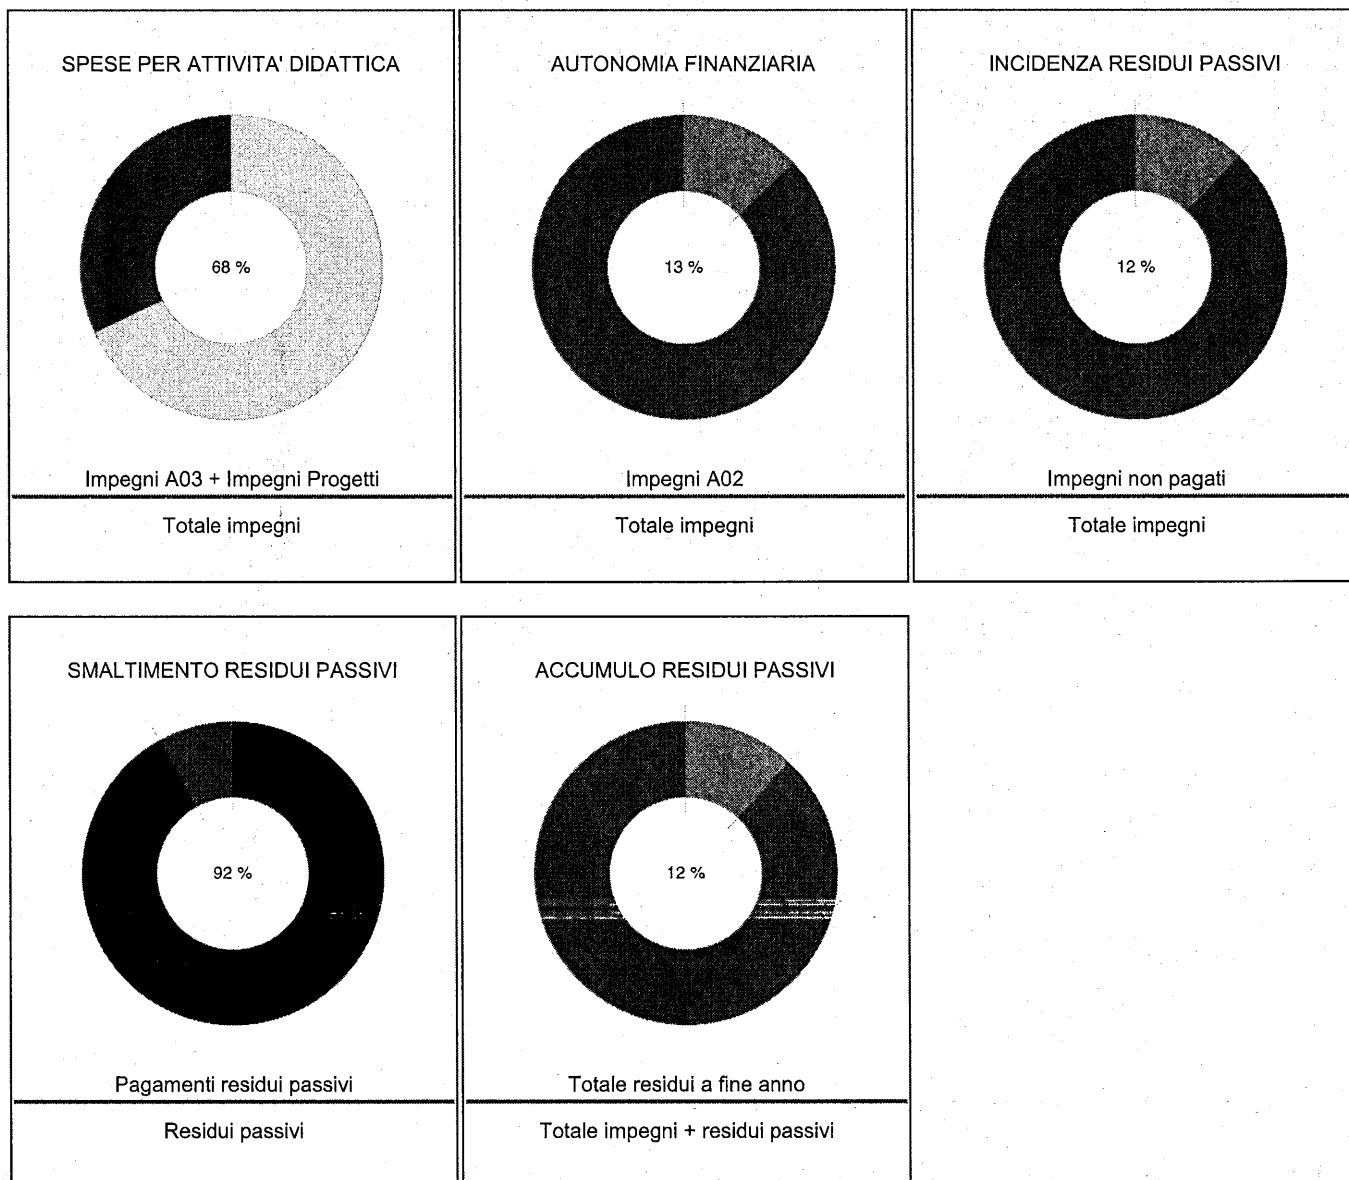 SPESE PER ATTIVITA' DIDATTICA
68 %
Impegni A03 + Impegni Progetti
Totale impegni
AUTONOMIA FINANZIARIA
13 %
Impegni A02
Totale impegni
INCIDENZA RESIDUI PASSIVI
12 %
Impegni non pagati
Totale impegni
SMALTIMENTO RESIDUI PASSIVI
92 %
Pagamenti residui passivi
Residui passivi
ACCUMULO RESIDUI PASSIVI
12 %
Totale residui a fine anno
Totale impegni + residui passivi